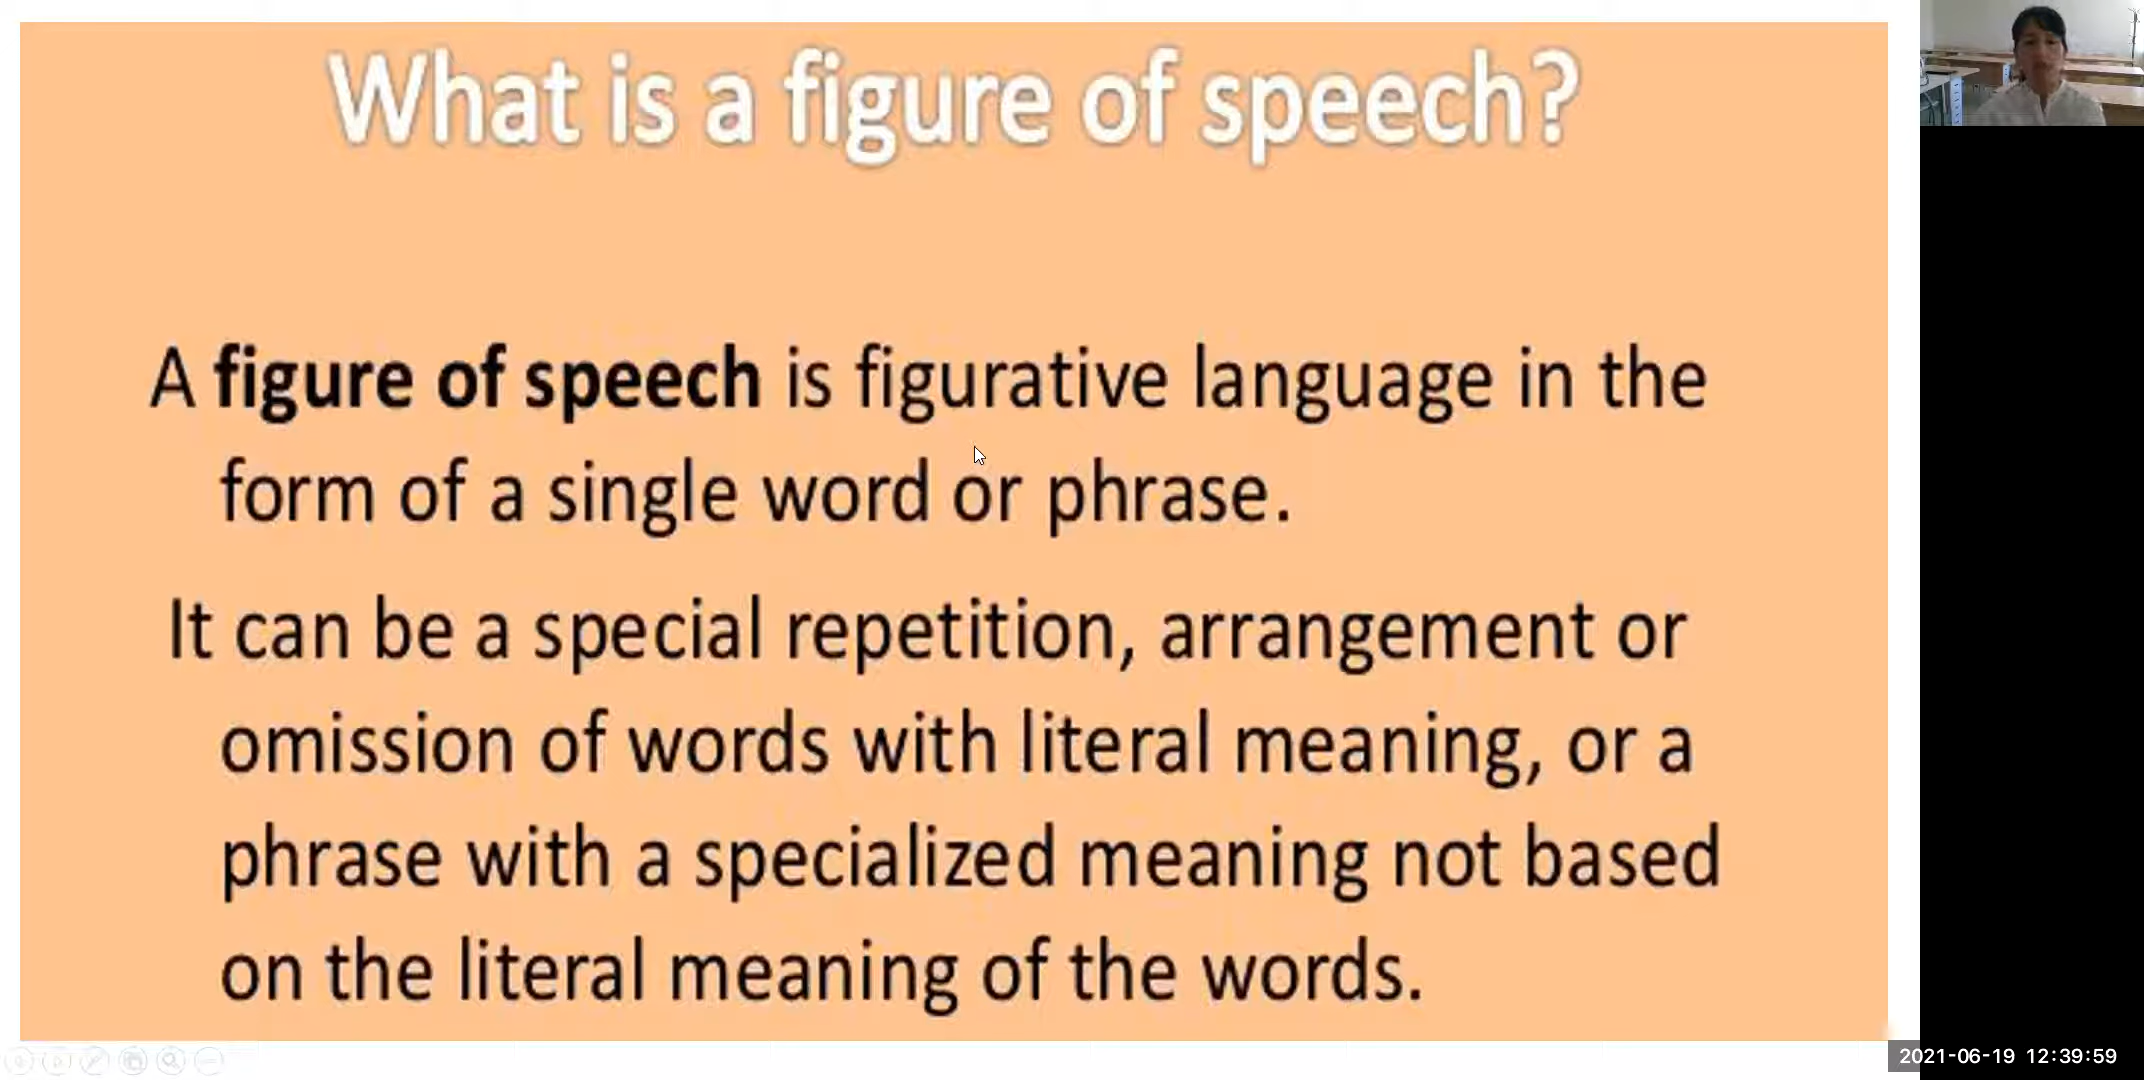 What is a figure of speech?
A figure of speech is figurative language in the
form of a single word or phrase.
It can be a special repetition, arrangement or
omission of words with literal meaning, or a
phrase with a specialized meaning not based
on the literal meaning of the words.
2021-06-19 12:39:59